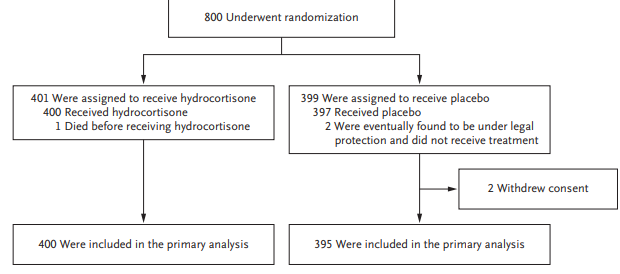 800 Underwent randomization
401 Were assigned to receive hydrocortisone
400 Received hydrocortisone
1 Died before receiving hydrocortisone
399 Were assigned to receive placebo
397 Received placebo
2 Were eventually found to be under legal
protection and did not receive treatment
2 Withdrew consent
400 Were included in the primary analysis
395 Were included in the primary analysis